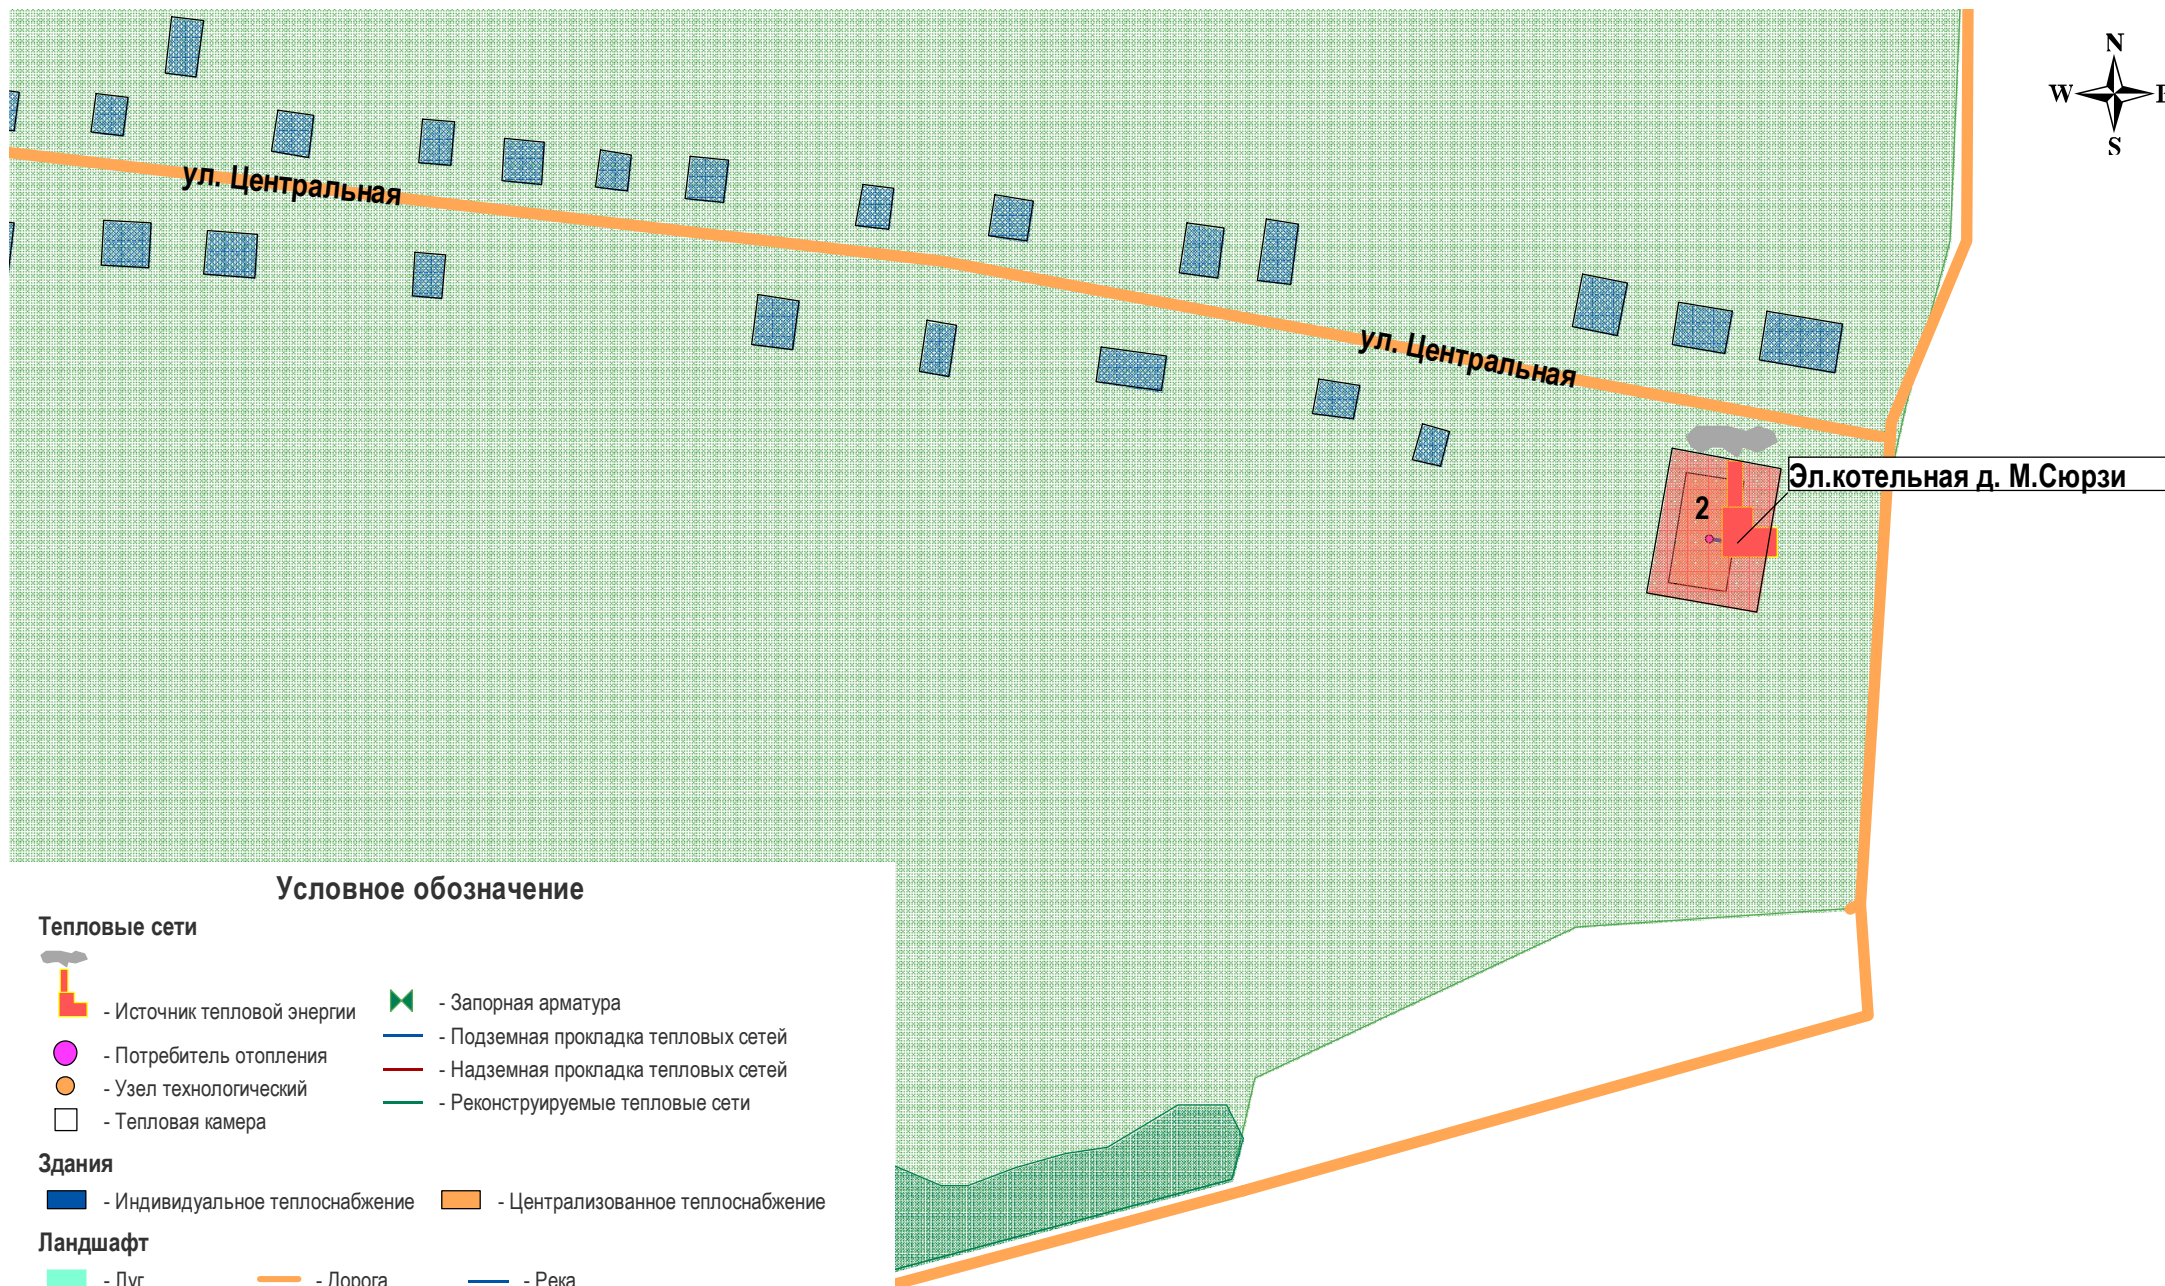 N
W E
S
ул. Центральная
ул. Центральная
Эл.котельная д. М.Сюрзи
2
Условное обозначение
Тепловые сети
- Источник тепловой энергии
- Потребитель отопления
- Узел технологический
- Тепловая камера
- Запорная арматура
- Подземная прокладка тепловых сетей
- Надземная прокладка тепловых сетей
- Реконструируемые тепловые сети
Здания
- Индивидуальное теплоснабжение - Централизованное теплоснабжение
Ландшафт
- Луг - Дорога - Река